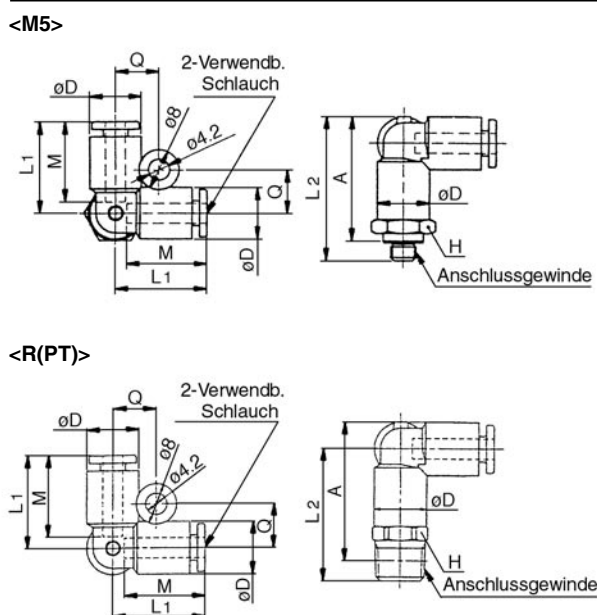 <M5>
Q
2-Verwendb.
Schlauch
øD
ø8
ø4.2
L1
M
Q
øD
M
L1
L2
A
øD
H
Anschlussgewinde
<R(PT)>
Q
2-Verwendb.
Schlauch
øD
ø8
ø4.2
L1
M
Q
øD
M
L1
L2
A
øD
H
Anschlussgewinde